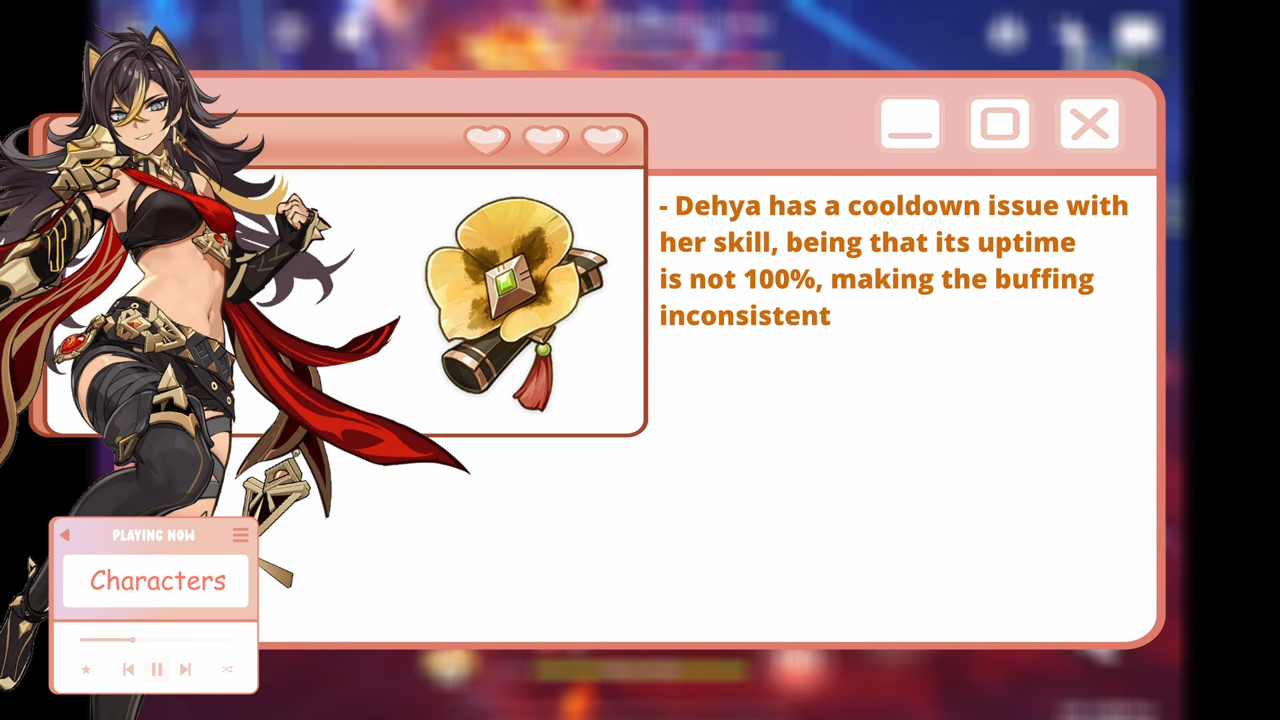 - Dehya has a cooldown issue with
her skill, being that its uptime
is not 100%, making the buffing
inconsistent
PLAYING NOW
Characters